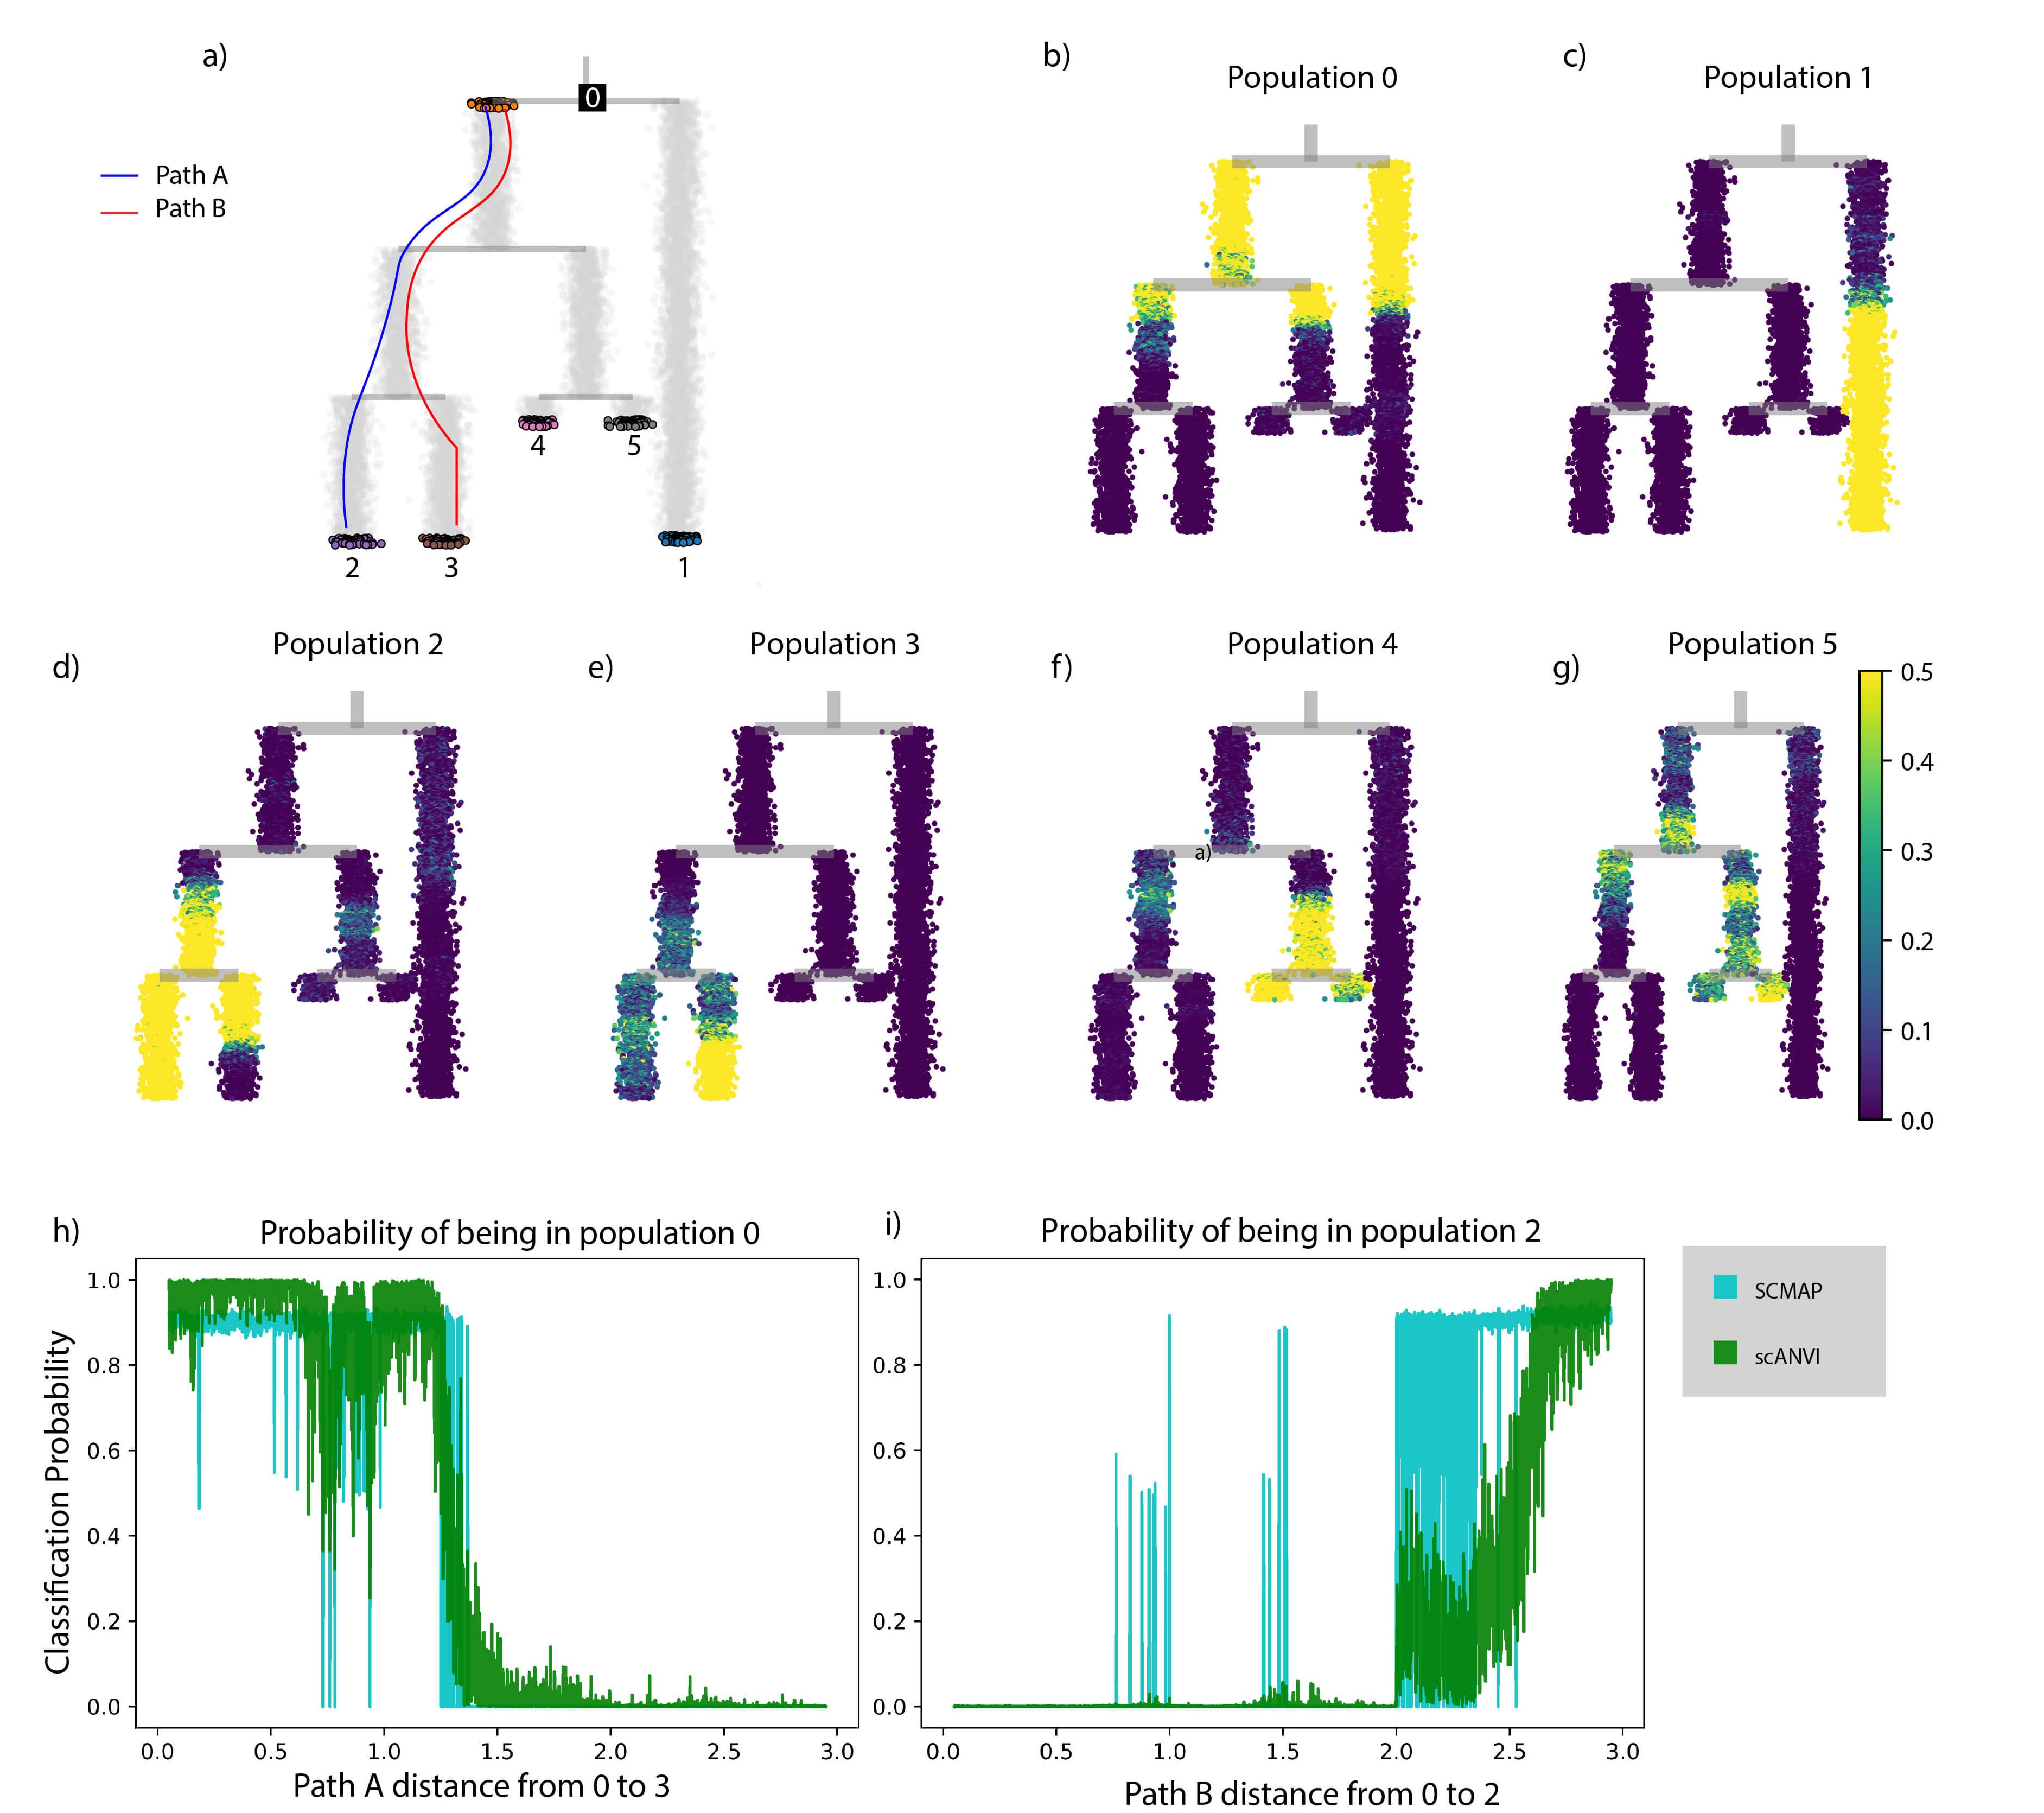 a)
0
Path A
Path B
4
5
2
3
1
b)
Population 0
c)
Population 1
d)
Population 2
e)
Population 3
f)
Population 4
a)
g)
Population 5
0.5
0.4
0.3
0.2
0.1
0.0
h)
Probability of being in population 0
Classification Probability
1.0
0.8
0.6
0.4
0.2
0.0
0.0 0.5 1.0 1.5 2.0 2.5 3.0
Path A distance from 0 to 3
i)
Probability of being in population 2
1.0
0.8
0.6
0.4
0.2
0.0
0.0 0.5 1.0 1.5 2.0 2.5 3.0
Path B distance from 0 to 2
SCMAP
scANVI